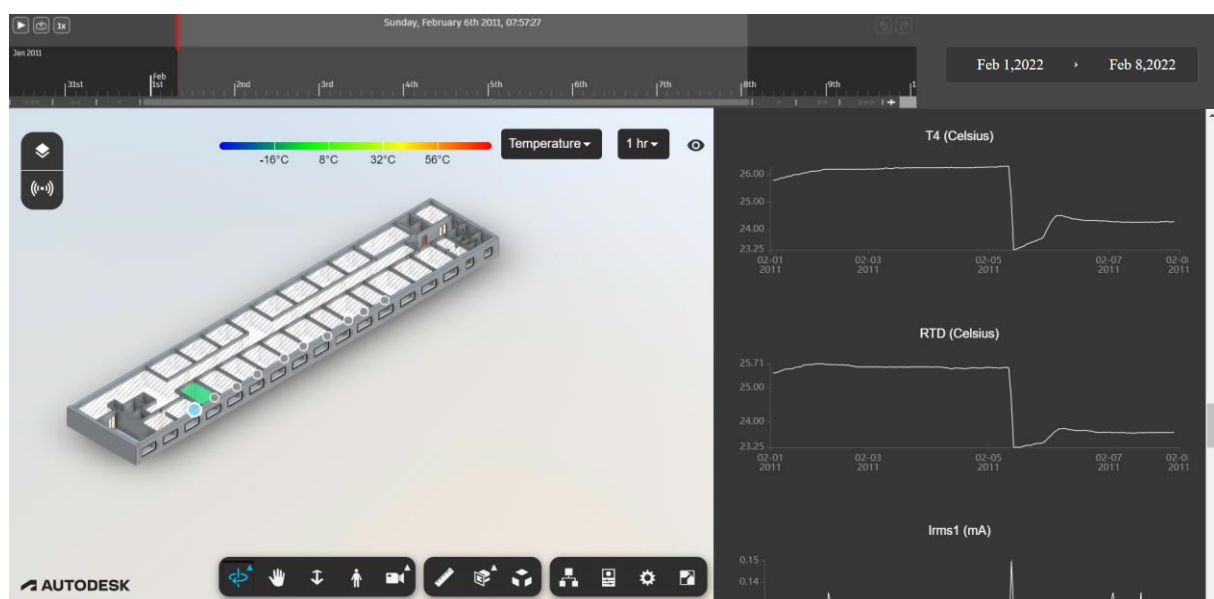 1x
Sunday, February 6th 2011, 07:57:27
Jan 2011
31st
Feb
1st
2nd
3rd
4th
5th
6th
7th
8th
9th
Feb 1,2022 › Feb 8,2022
-16°C 8°C 32°C 56°C
Temperature
1 hr
T4 (Celsius)
26.00
25.00
24.00
23.25
02-01 02-03 02-05 02-07
2011 2011 2011 2011 2011
RTD (Celsius)
25.71
25.00
24.00
23.25
02-01 02-03 02-05 02-07
2011 2011 2011 2011 2011
Irms1 (mA)
0.15
0.14
AUTODESK